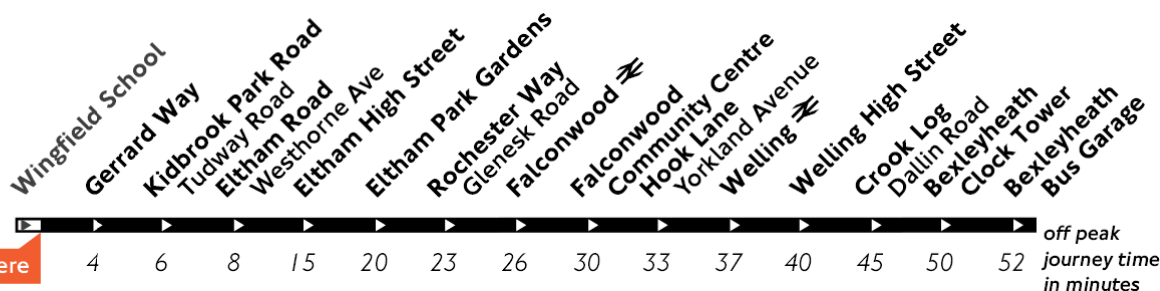 Wingfield School
Gerrard Way
Kidbrook Park Road
Tudway Road
Eltham Road
Westhorne Ave
Eltham High Street
Eltham Park Gardens
Rochester Way
Glenesk Road
Falconwood
Falconwood
Community Centre
Hook Lane
Yorkland Avenue
Welling
Welling High Street
Crook Log
Dallin Road
Bexleyheath
Clock Tower
Bexleyheath
Bus Garage
ere 4 6 8 15 20 23 26 30 33 37 40 45 50 52
off peak
journey time
in minutes